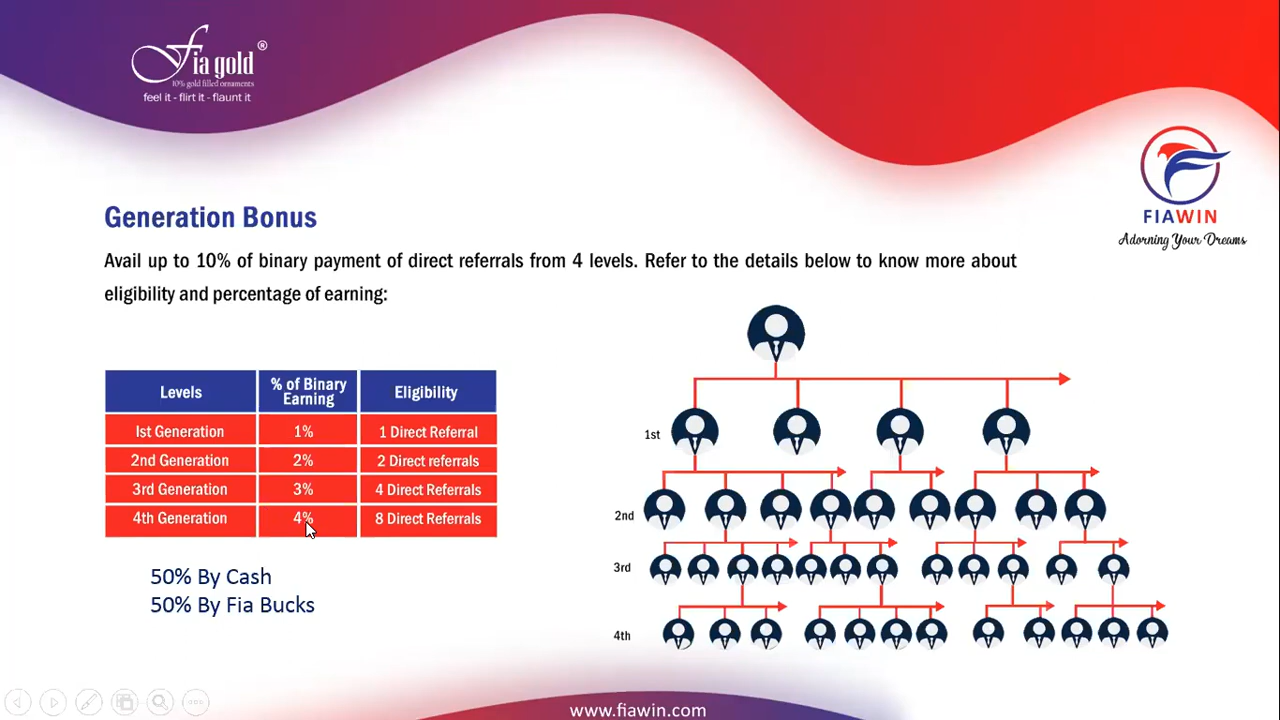 Fia gold®
10% gold filled ornaments
feel it - flirt it - flaunt it
FIAWIN
Adorning Your Dreams
Generation Bonus
Avail up to 10% of binary payment of direct referrals from 4 levels. Refer to the details below to know more about
eligibility and percentage of earning:
Levels % of Binary Earning Eligibility
Ist Generation 1% 1 Direct Referral
2nd Generation 2% 2 Direct referrals
3rd Generation 3% 4 Direct Referrals
4th Generation 4% 8 Direct Referrals
50% By Cash
50% By Fia Bucks
1st
2nd
3rd
4th
www.fiawin.com